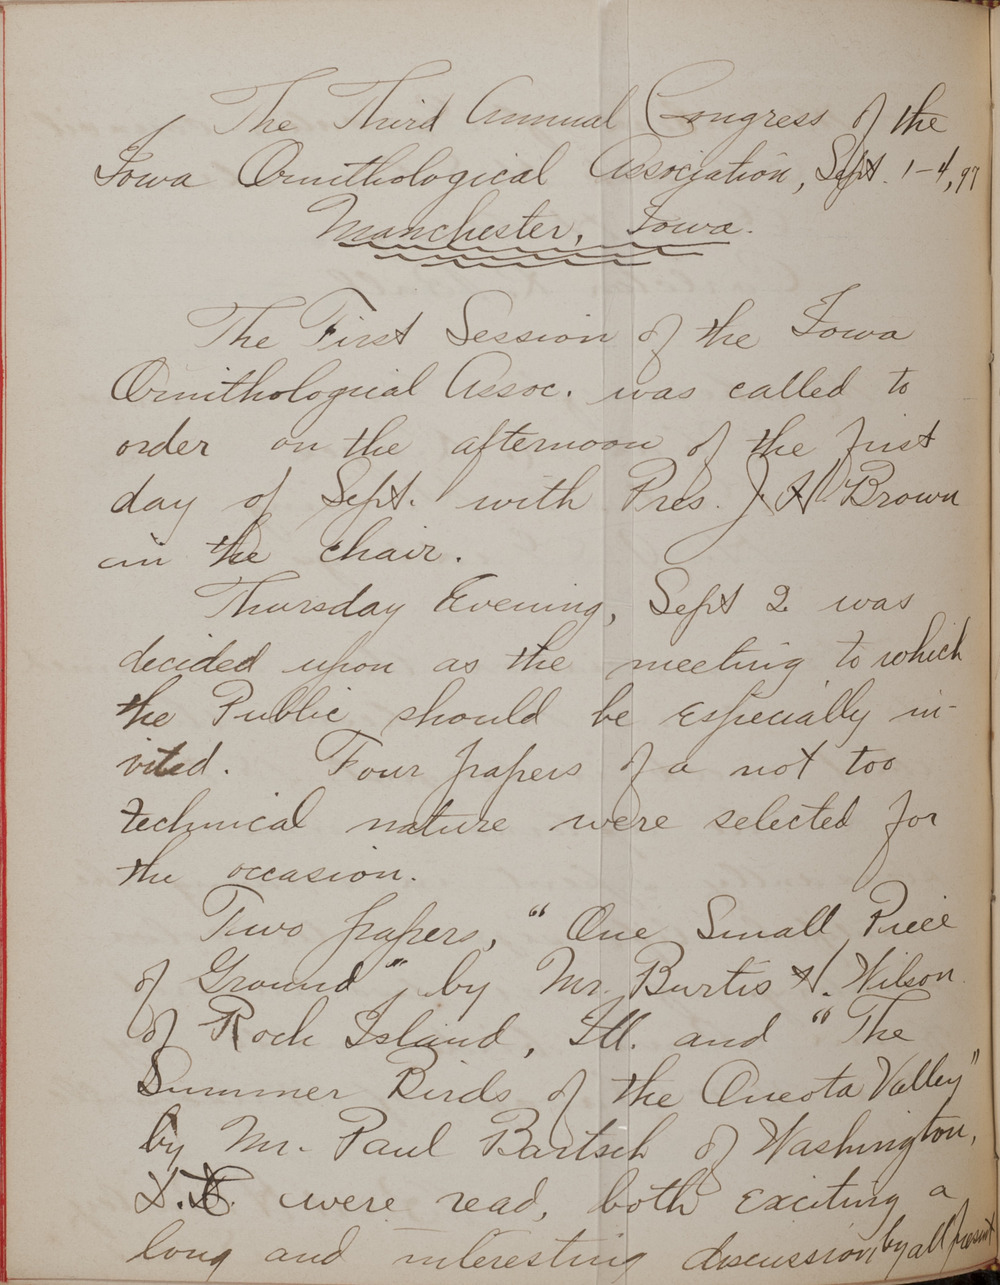 The Third Annual Congress of the
Iowa Ornithological Association, Sept. 1-4, 97
Manchester, Iowa.
The First Session of the Iowa
Ornithological Assoc. was called to
order on the afternoon of the first
day of Sept. with Pres. J. H. Brown
in the chair.
Thursday Evening, Sept 2 was
decided upon as the meeting to which
the Public should be especially in-
vited. Four papers of a not too
technical nature were selected for
the occasion.
Two papers, "One Small Piece
of Ground", by Mr. Burtis H. Wilson
of Rock Island, Ill. and "The
Summer Birds of the Oneota Valley"
by Mr. Paul Bartsch of Washington,
D.C. were read, both exciting a
long and interesting discussion, by all present